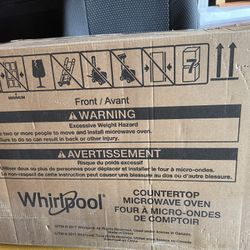 MINIMUM
Front / Avant
WARNING
Excessive Weight Hazard
two or more people to move and install microwave oven.
to do so can result in back or other injury.
AVERTISSEMENT
Risque du poids excessif
Utiliser deux ou plus de personnes pour déplacer et installer le four à micro-ondes.
Le non-respect de cette instruction peut causer une blessure au dos ou d'autre blessure.
Whirlpool
COUNTERTOP
MICROWAVE OVEN
FOUR À MICRO-ONDES
DE COMPTOIR